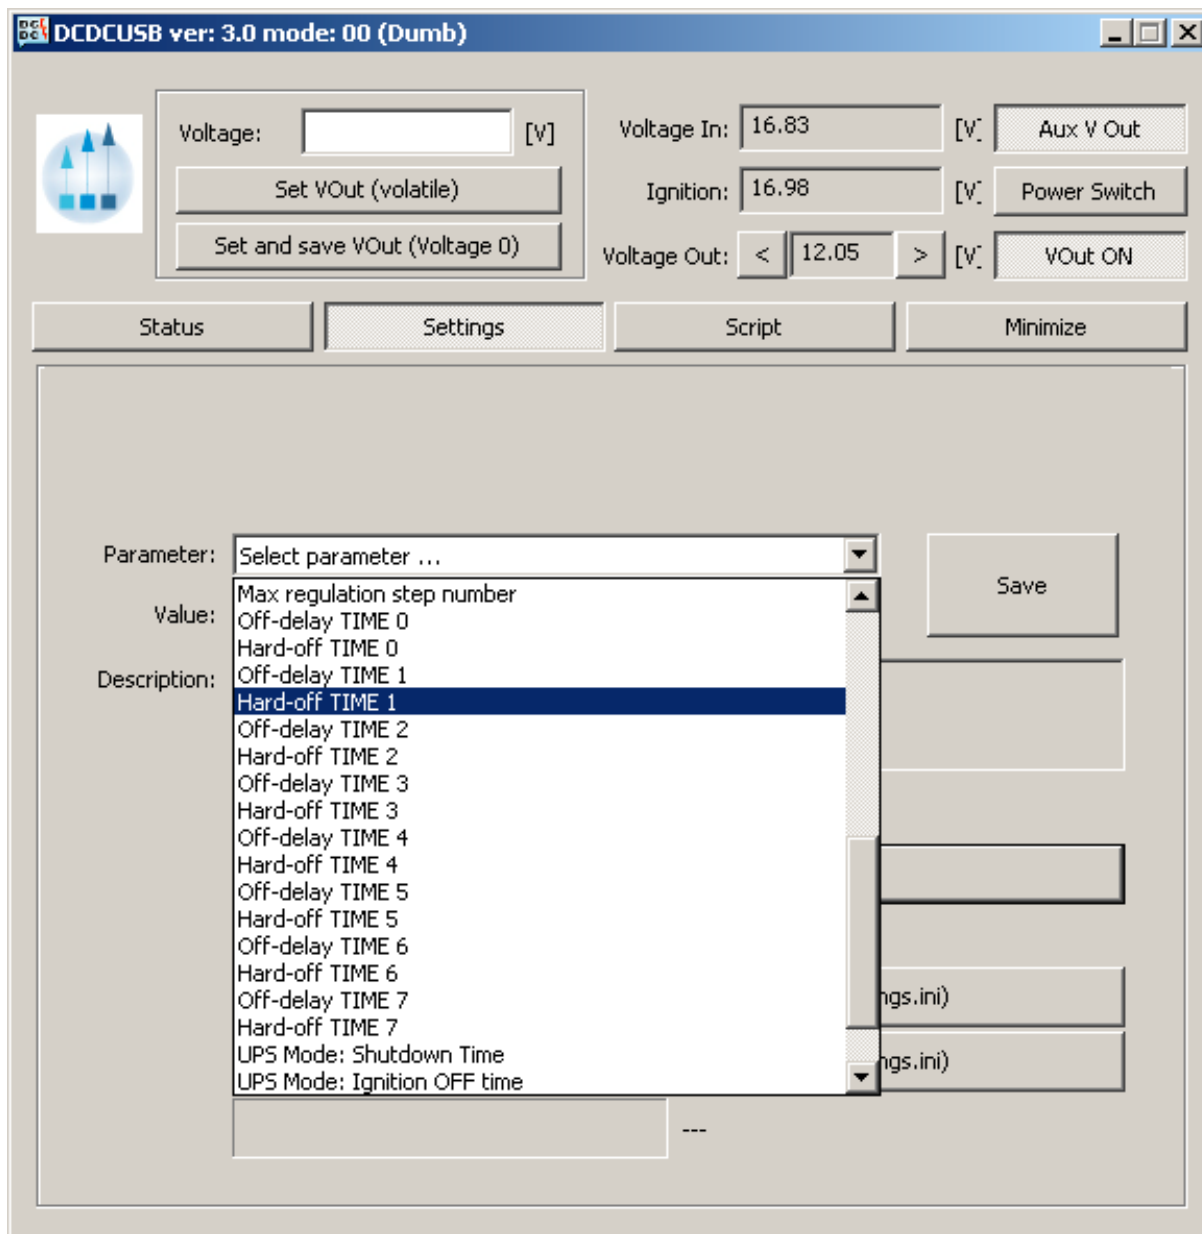 DCDCUSB ver: 3.0 mode: 00 (Dumb)
Voltage: [V]
Set VOut (volatile)
Set and save VOut (Voltage 0)
Voltage In: 16.83 [V]
Aux V Out
Ignition: 16.98 [V]
Power Switch
Voltage Out: < 12.05 > [V]
VOut ON
Status Settings Script Minimize
Parameter: Select parameter ...
Save
Value:
Description:
Max regulation step number
Off-delay TIME 0
Hard-off TIME 0
Off-delay TIME 1
Hard-off TIME 1
Off-delay TIME 2
Hard-off TIME 2
Off-delay TIME 3
Hard-off TIME 3
Off-delay TIME 4
Hard-off TIME 4
Off-delay TIME 5
Hard-off TIME 5
Off-delay TIME 6
Hard-off TIME 6
Off-delay TIME 7
Hard-off TIME 7
UPS Mode: Shutdown Time
UPS Mode: Ignition OFF time
ngs.ini)
ngs.ini)
---